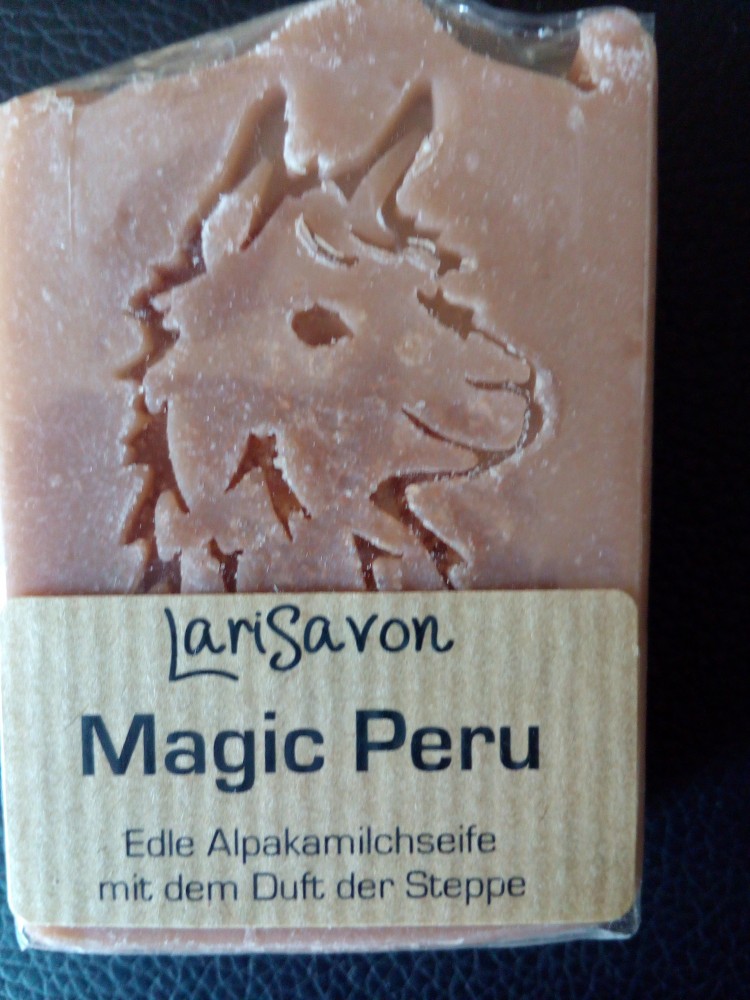 LariSavon
Magic Peru
Edle Alpakamilchseife
mit dem Duft der Steppe